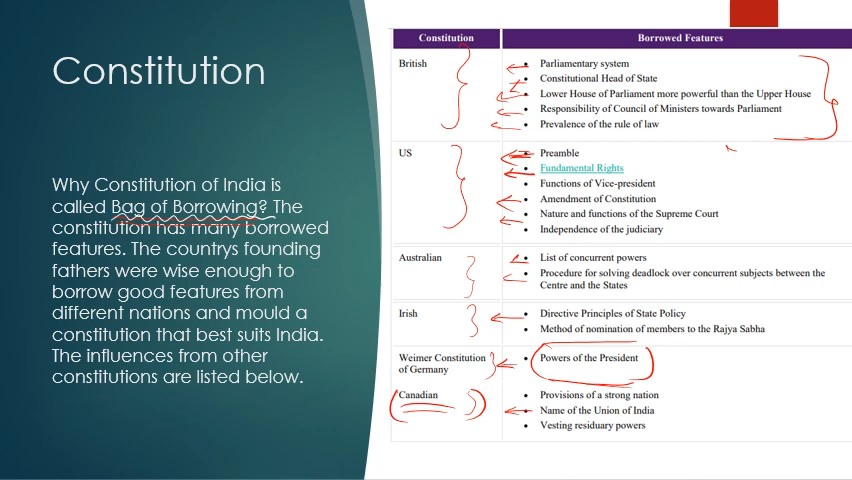 Constitution
Why Constitution of India is
called Bag of Borrowing? The
constitution has many borrowed
features. The countrys founding
fathers were wise enough to
borrow good features from
different nations and mould a
constitution that best suits India.
The influences from other
constitutions are listed below.
Constitution Borrowed Features
British
• Parliamentary system
• Constitutional Head of State
• Lower House of Parliament more powerful than the Upper House
• Responsibility of Council of Ministers towards Parliament
• Prevalence of the rule of law
US
• Preamble
• Fundamental Rights
• Functions of Vice-president
• Amendment of Constitution
• Nature and functions of the Supreme Court
• Independence of the judiciary
Australian
• List of concurrent powers
• Procedure for solving deadlock over concurrent subjects between the
Centre and the States
Irish
• Directive Principles of State Policy
• Method of nomination of members to the Rajya Sabha
Weimer Constitution
of Germany
• Powers of the President
Canadian
• Provisions of a strong nation
• Name of the Union of India
• Vesting residuary powers